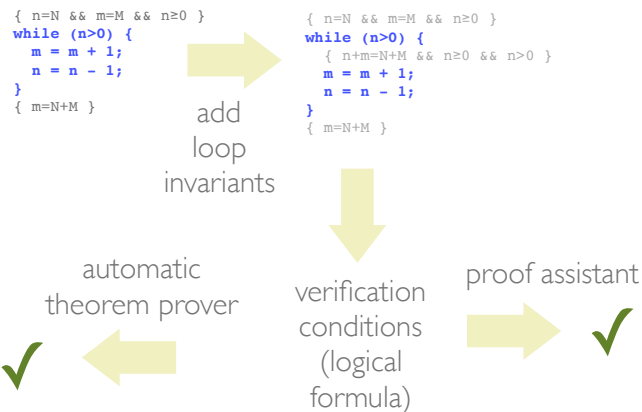 { n=N && m=M && n≥0 }
while (n>0) {
  m = m + 1;
  n = n - 1;
}
{ m=N+M }
add
loop
invariants
{ n=N && m=M && n≥0 }
while (n>0) {
  { n+m=N+M && n≥0 && n>0 }
  m = m + 1;
  n = n - 1;
}
{ m=N+M }
automatic
theorem prover
verification
conditions
(logical
formula)
proof assistant